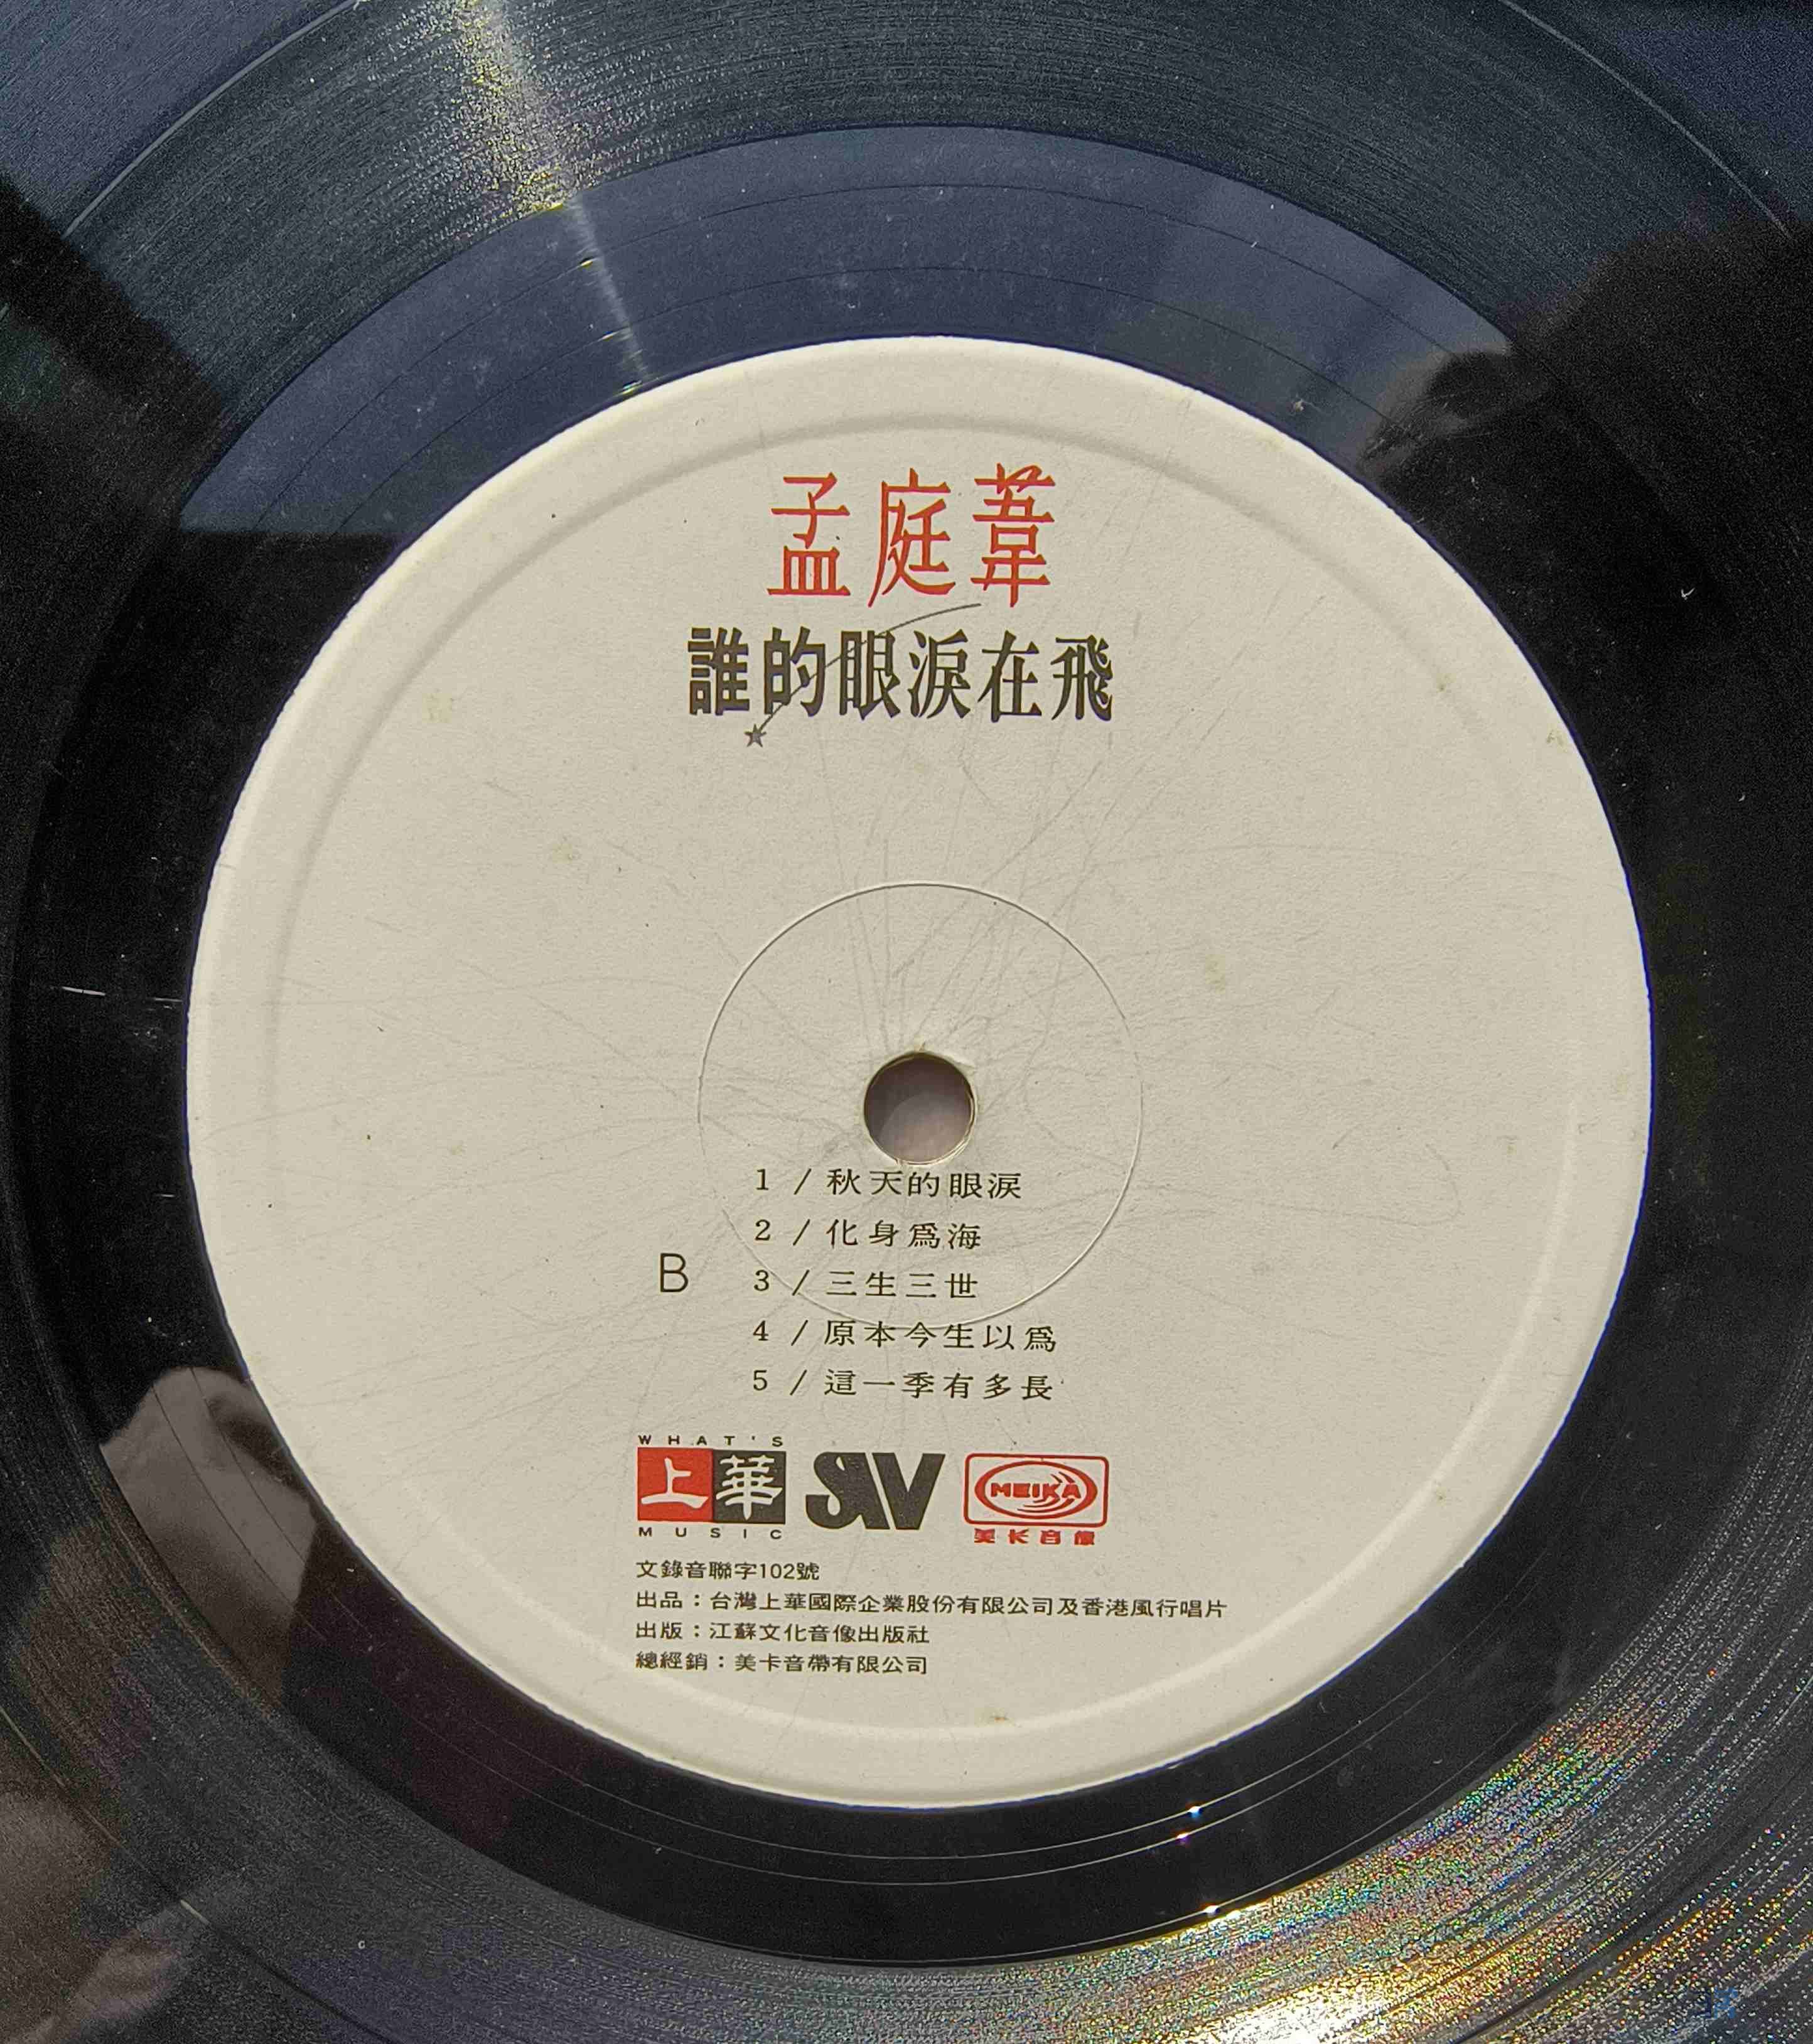 孟庭葦
誰的眼淚在飛
B
1 / 秋天的眼淚
2 / 化身爲海
3 / 三生三世
4 / 原本今生以爲
5 / 這一季有多長
WHAT'S
上華
MUSIC
MEIKA
美卡音像
文錄音聯字102號
出品：台灣上華國際企業股份有限公司及香港風行唱片
出版：江蘇文化音像出版社
總經銷：美卡音帶有限公司